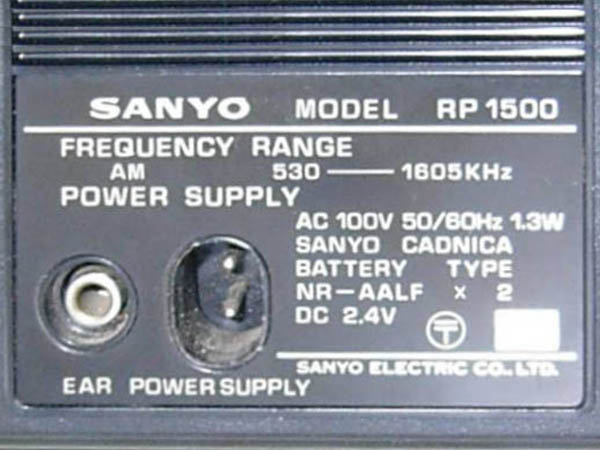 SANYO MODEL RP 1500
FREQUENCY RANGE
AM 530 — 1605KHz
POWER SUPPLY
AC 100V 50/60Hz 1.3W
SANYO CADNICA
BATTERY TYPE
NR-AALF x 2
DC 2.4V 〒
SANYO ELECTRIC CO., LTD.
EAR POWER SUPPLY